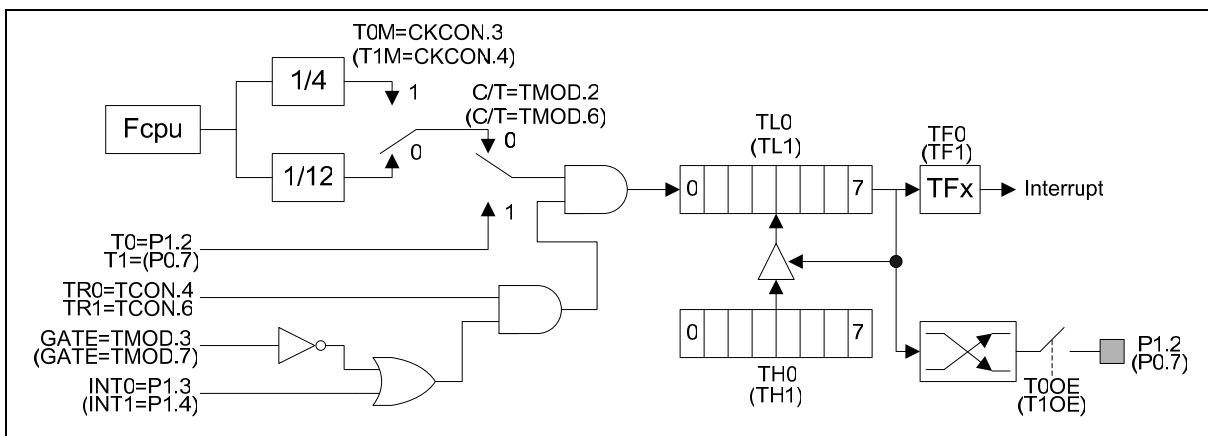 T0M=CKCON.3
(T1M=CKCON.4)
1/4
1
C/T=TMOD.2
(C/T=TMOD.6)
Fcpu
0
0
1/12
1
T0=P1.2
T1=(P0.7)
TR0=TCON.4
TR1=TCON.6
GATE=TMOD.3
(GATE=TMOD.7)
INT0=P1.3
(INT1=P1.4)
TL0
(TL1)
0 7
TF0
(TF1)
TFx
Interrupt
0 7
TH0
(TH1)
P1.2
(P0.7)
T0OE
(T1OE)